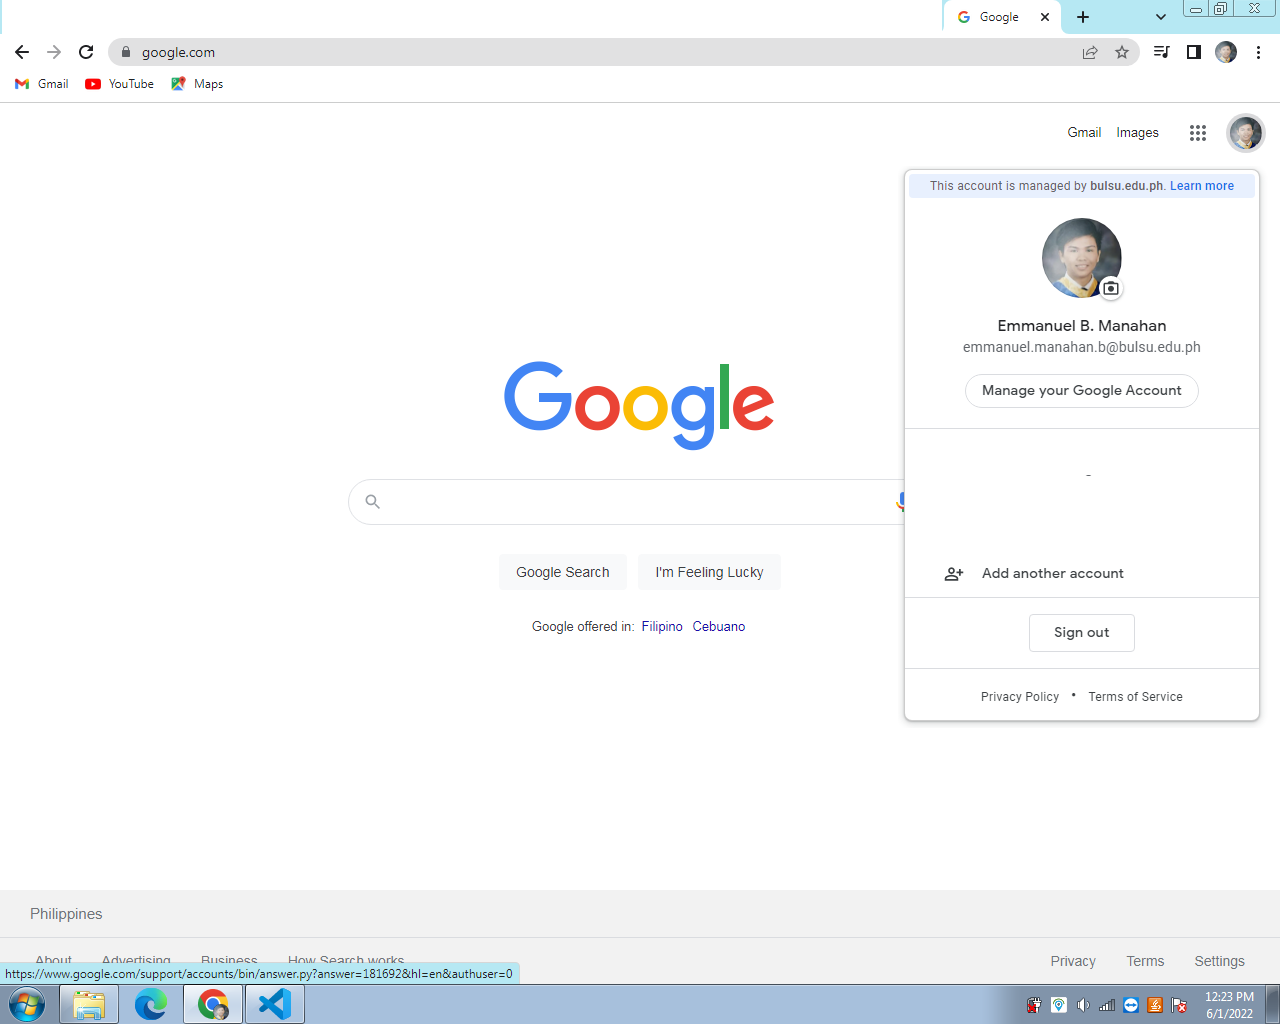 Google
google.com
Gmail YouTube Maps
Gmail Images
This account is managed by bulsu.edu.ph. Learn more
Emmanuel B. Manahan
emmanuel.manahan.b@bulsu.edu.ph
Manage your Google Account
Google
Google Search I'm Feeling Lucky
Add another account
Google offered in: Filipino Cebuano
Sign out
Privacy Policy • Terms of Service
Philippines
About Advertising Business How Search works
Privacy Terms Settings
https://www.google.com/support/accounts/bin/answer.py?answer=181692&hl=en&authuser=0
12:23 PM
6/1/2022